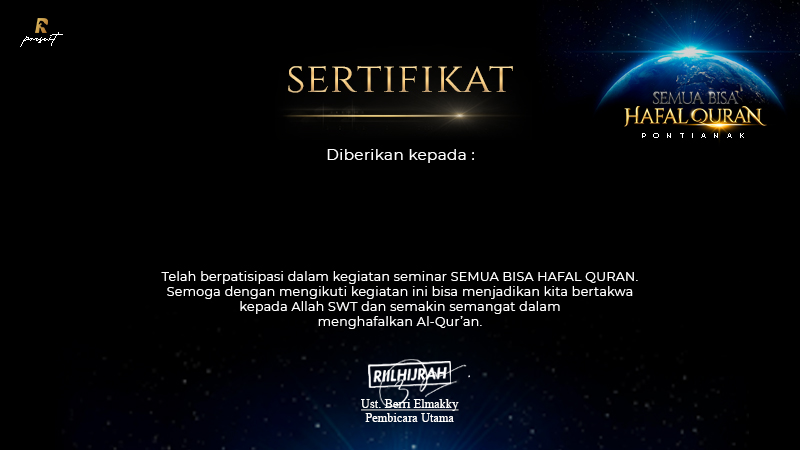 R
present
SERTIFIKAT
SEMUA BISA
HAFAL QURAN
PONTIANAK
Diberikan kepada :
Telah berpatisipasi dalam kegiatan seminar SEMUA BISA HAFAL QURAN.
Semoga dengan mengikuti kegiatan ini bisa menjadikan kita bertakwa
kepada Allah SWT dan semakin semangat dalam
menghafalkan Al-Qur'an.
RIILHIJRAH
Ust. Berri Elmakky
Pembicara Utama